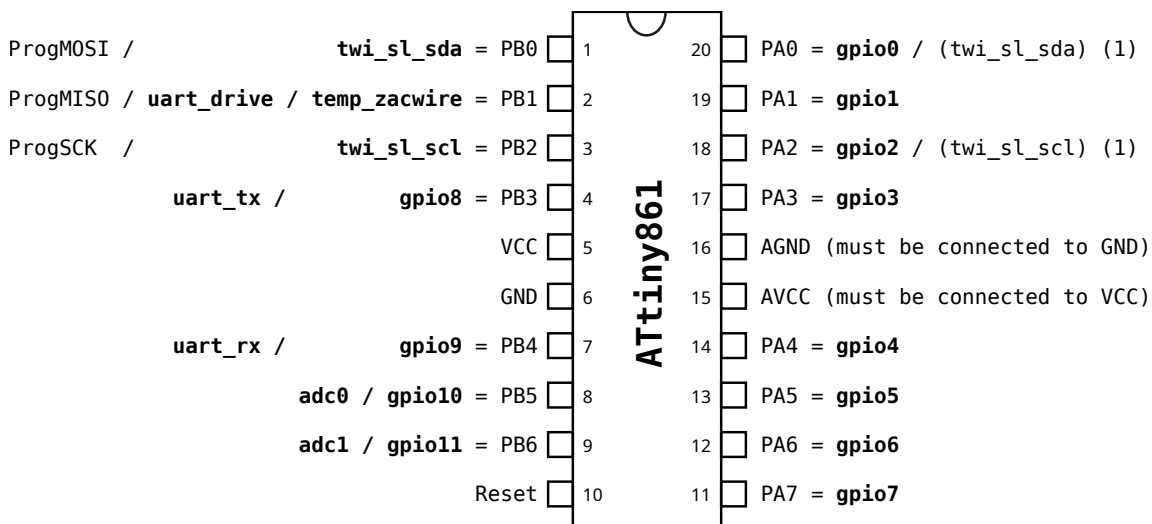 ProgMOSI / twi_sl_sda = PB0 1 20 PA0 = gpio0 / (twi_sl_sda) (1)
ProgMISO / uart_drive / temp_zacwire = PB1 2 19 PA1 = gpio1
ProgSCK / twi_sl_scl = PB2 3 18 PA2 = gpio2 / (twi_sl_scl) (1)
uart_tx / gpio8 = PB3 4 17 PA3 = gpio3
VCC 5 16 AGND (must be connected to GND)
GND 6 15 AVCC (must be connected to VCC)
uart_rx / gpio9 = PB4 7 14 PA4 = gpio4
adc0 / gpio10 = PB5 8 13 PA5 = gpio5
adc1 / gpio11 = PB6 9 12 PA6 = gpio6
Reset 10 11 PA7 = gpio7
ATtiny861